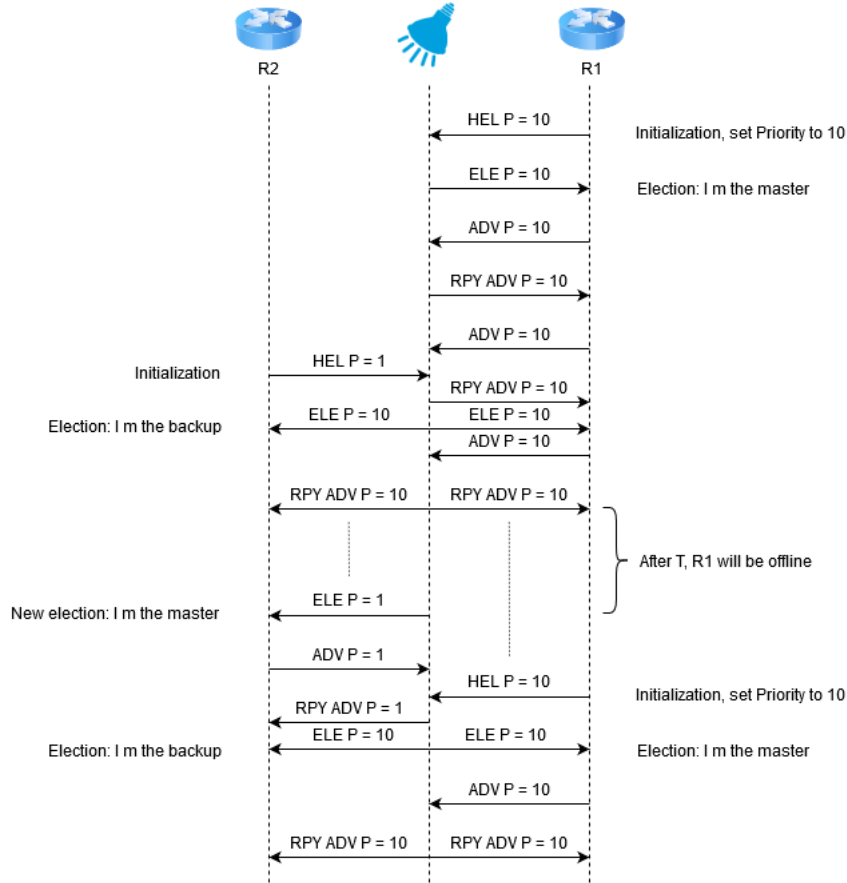 R2
R1
HEL P = 10
Initialization, set Priority to 10
ELE P = 10
Election: I m the master
ADV P = 10
RPY ADV P = 10
ADV P = 10
HEL P = 1
Initialization
RPY ADV P = 10
ELE P = 10
ELE P = 10
Election: I m the backup
ADV P = 10
RPY ADV P = 10
RPY ADV P = 10
After T, R1 will be offline
ELE P = 1
New election: I m the master
ADV P = 1
HEL P = 10
Initialization, set Priority to 10
RPY ADV P = 1
ELE P = 10
ELE P = 10
Election: I m the backup
Election: I m the master
ADV P = 10
RPY ADV P = 10
RPY ADV P = 10